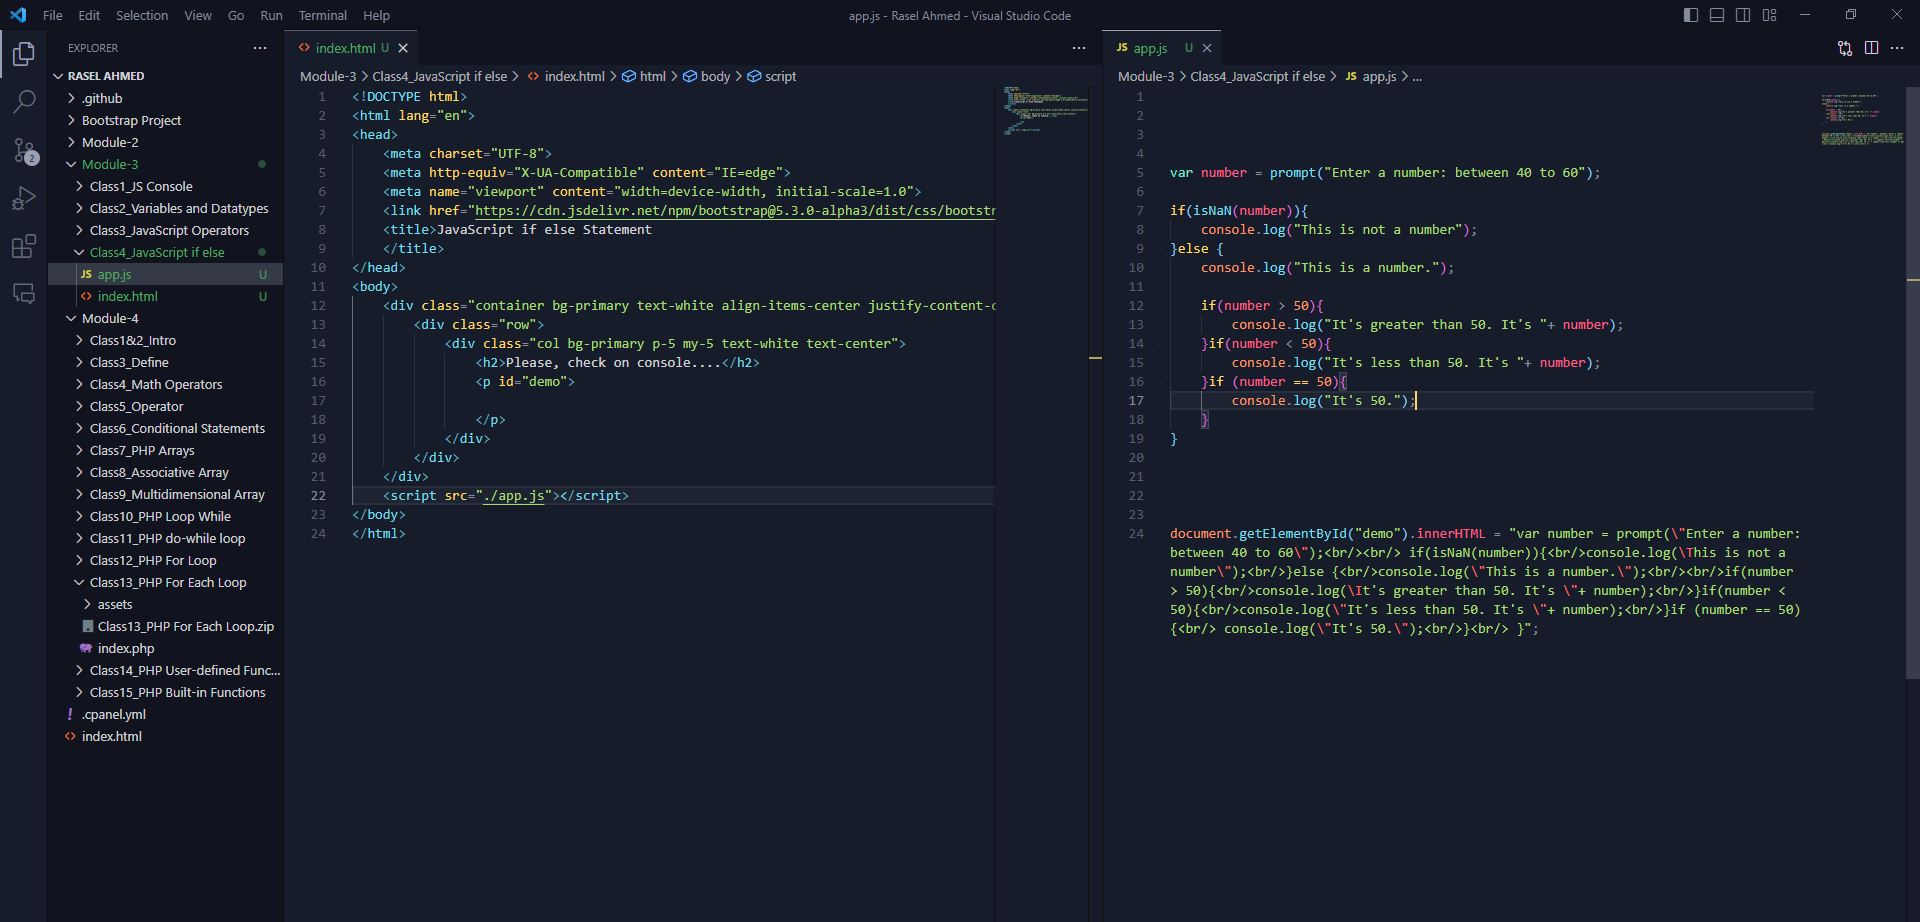 File Edit Selection View Go Run Terminal Help
app.js - Rasel Ahmed - Visual Studio Code
2
EXPLORER
RASEL AHMED
.github
Bootstrap Project
Module-2
Module-3
Class1_JS Console
Class2_Variables and Datatypes
Class3_JavaScript Operators
Class4_JavaScript if else
JS app.js U
index.html U
Module-4
Class1&2_Intro
Class3_Define
Class4_Math Operators
Class5_Operator
Class6_Conditional Statements
Class7_PHP Arrays
Class8_Associative Array
Class9_Multidimensional Array
Class10_PHP Loop While
Class11_PHP do-while loop
Class12_PHP For Loop
Class13_PHP For Each Loop
assets
Class13_PHP For Each Loop.zip
index.php
Class14_PHP User-defined Func...
Class15_PHP Built-in Functions
! .cpanel.yml
index.html
index.html U
Module-3 > Class4_JavaScript if else > index.html > html > body > script
1 <!DOCTYPE html>
2 <html lang="en">
3 <head>
4 <meta charset="UTF-8">
5 <meta http-equiv="X-UA-Compatible" content="IE=edge">
6 <meta name="viewport" content="width=device-width, initial-scale=1.0">
7 <link href="https://cdn.jsdelivr.net/npm/bootstrap@5.3.0-alpha3/dist/css/bootstr
8 <title>JavaScript if else Statement
9 </title>
10 </head>
11 <body>
12 <div class="container bg-primary text-white align-items-center justify-content-c
13 <div class="row">
14 <div class="col bg-primary p-5 my-5 text-white text-center">
15 <h2>Please, check on console....</h2>
16 <p id="demo">
17
18 </p>
19 </div>
20 </div>
21 </div>
22 <script src="./app.js"></script>
23 </body>
24 </html>
JS app.js U
Module-3 > Class4_JavaScript if else > JS app.js > ...
1
2
3
4
5 var number = prompt("Enter a number: between 40 to 60");
6
7 if(isNaN(number)){
8 console.log("This is not a number");
9 }else {
10 console.log("This is a number.");
11
12 if(number > 50){
13 console.log("It's greater than 50. It's "+ number);
14 }if(number < 50){
15 console.log("It's less than 50. It's "+ number);
16 }if (number == 50){
17 console.log("It's 50.");
18 }
19 }
20
21
22
23
24 document.getElementById("demo").innerHTML = "var number = prompt(\"Enter a number:
between 40 to 60\");<br/><br/> if(isNaN(number)){<br/>console.log(\This is not a
number\");<br/>}else {<br/>console.log(\"This is a number.\");<br/><br/>if(number
> 50){<br/>console.log(\It's greater than 50. It's \"+ number);<br/>}if(number <
50){<br/>console.log(\"It's less than 50. It's \"+ number);<br/>}if (number == 50)
{<br/> console.log(\"It's 50.\");<br/>}<br/> }";